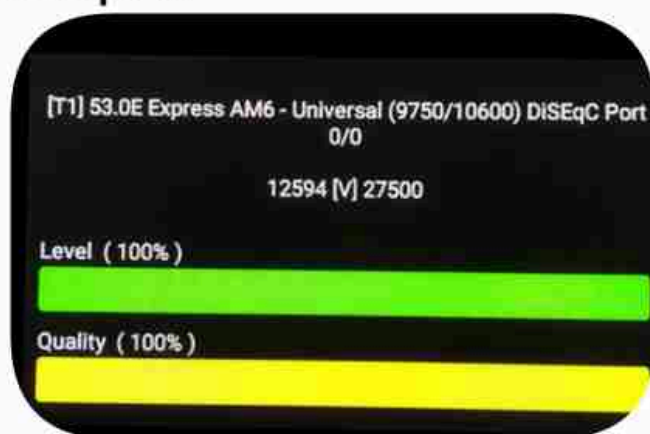 [T1] 53.0E Express AM6 - Universal (9750/10600) DiSEqC Port
0/0
12594 [V] 27500
Level ( 100% )
Quality ( 100% )